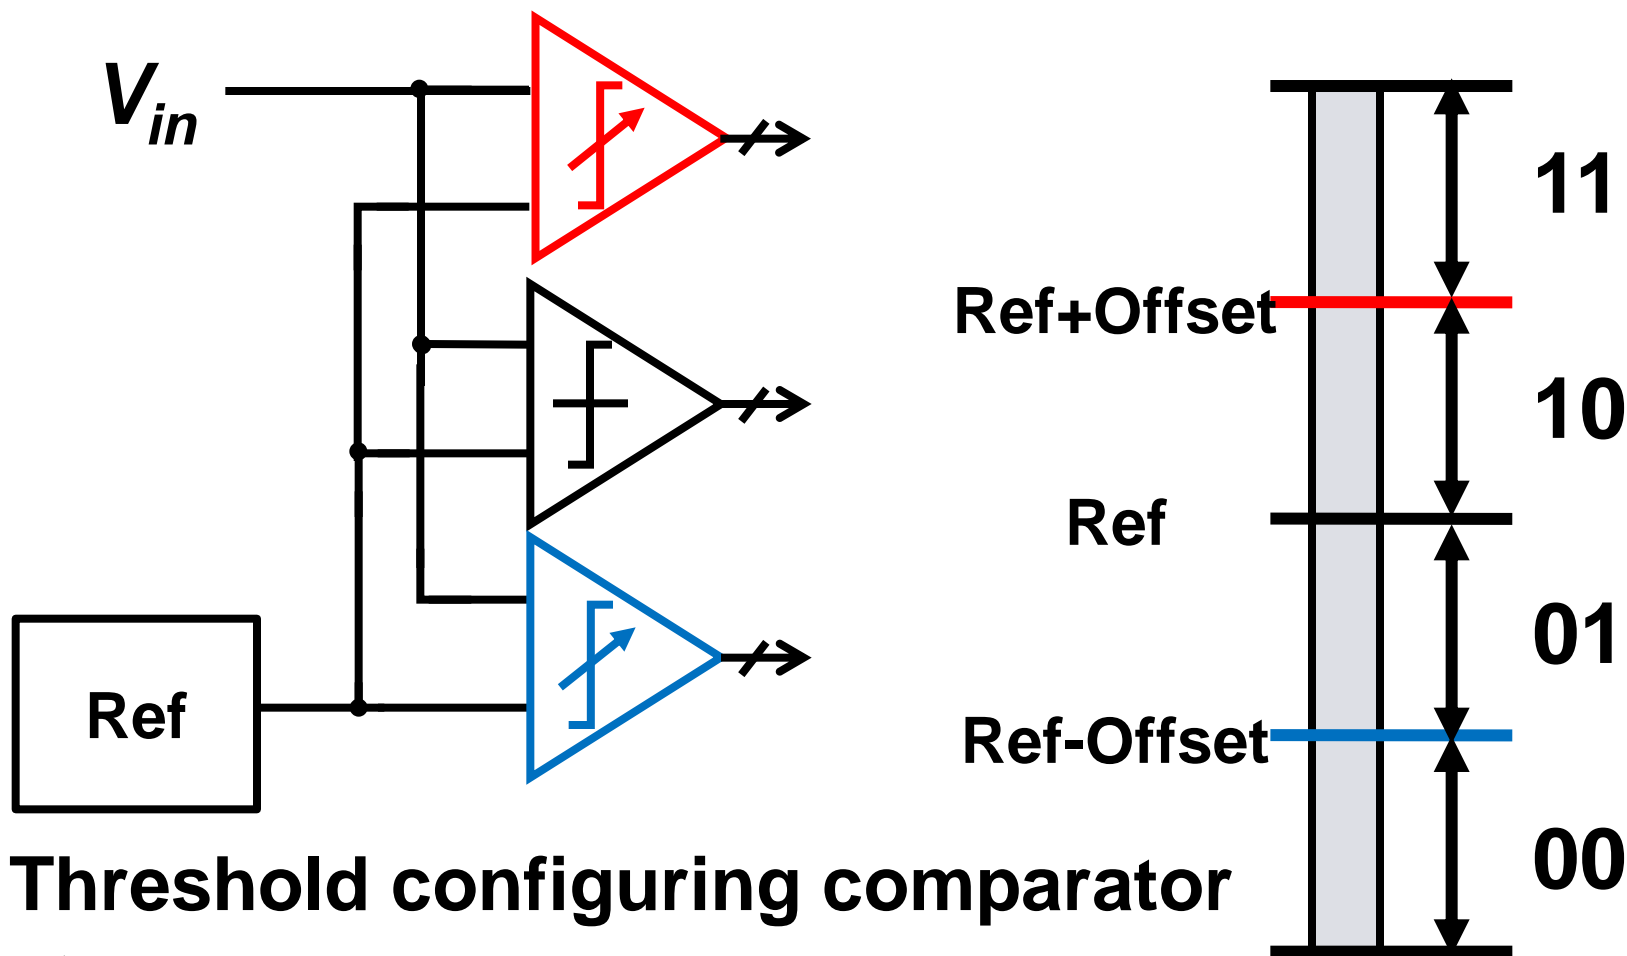 Vin
11
Ref+Offset
10
Ref
01
Ref
Ref-Offset
00
Threshold configuring comparator